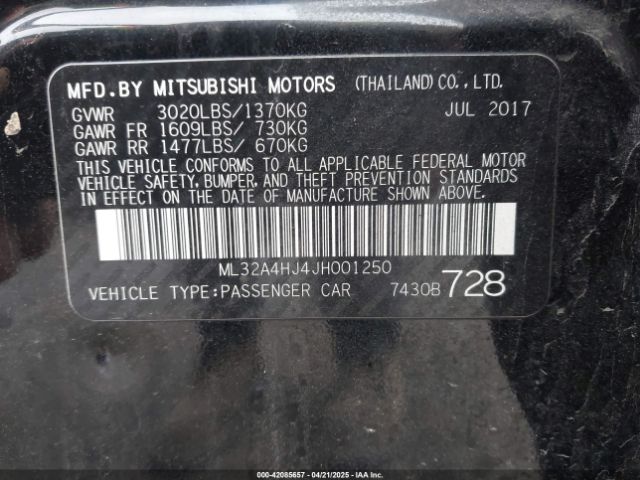 MFD.BY MITSUBISHI MOTORS (THAILAND)CO.,LTD.
GVWR 3020LBS/1370KG JUL 2017
GAWR FR 1609LBS/ 730KG
GAWR RR 1477LBS/ 670KG
THIS VEHICLE CONFORMS TO ALL APPLICABLE FEDERAL MOTOR
VEHICLE SAFETY, BUMPER, AND THEFT PREVENTION STANDARDS
IN EFFECT ON THE DATE OF MANUFACTURE SHOWN ABOVE.
ML32A4HJ4JH001250
VEHICLE TYPE:PASSENGER CAR 7430B 728
000-42085657 - 04/21/2025 - Copyright IAA, Inc.